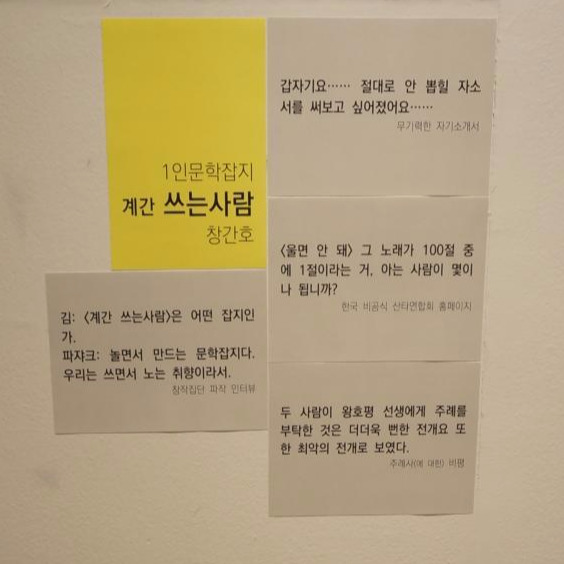 1인문학잡지
계간 쓰는사람
창간호
갑자기요…… 절대로 안 뽑힐 자소
서를 써보고 싶어졌어요……
무기력한 자기소개서
〈울면 안 돼〉 그 노래가 100절 중
에 1절이라는 거, 아는 사람이 몇이
나 됩니까?
한국 비공식 산타연합회 홈페이지
김: 〈계간 쓰는사람〉은 어떤 잡지인
가.
파쟈크: 놀면서 만드는 문학잡지다.
우리는 쓰면서 노는 취향이라서.
창작집단 파작 인터뷰
두 사람이 왕호평 선생에게 주례를
부탁한 것은 더더욱 뻔한 전개요 또
한 최악의 전개로 보였다.
주례사(에 대한) 비평